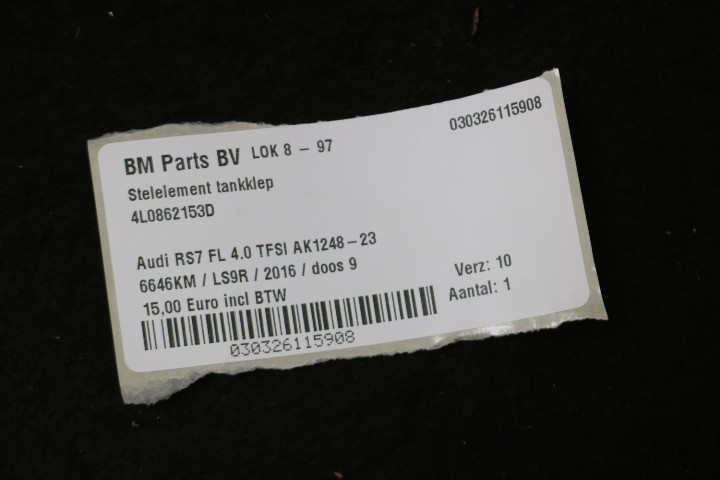 BM Parts BV LOK 8 - 97
030326115908
Stelelement tankklep
4L0862153D
Audi RS7 FL 4.0 TFSI AK1248-23
6646KM / LS9R / 2016 / doos 9
15,00 Euro incl BTW
Verz: 10
Aantal: 1
030326115908